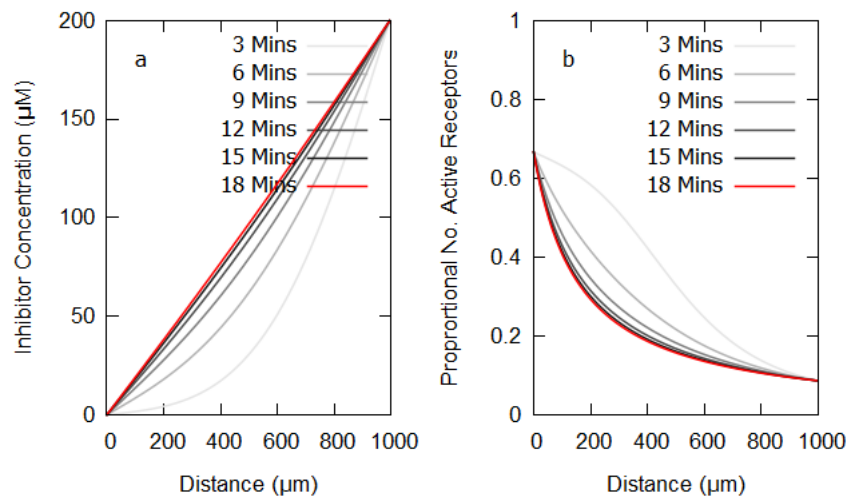 a
3 Mins
6 Mins
9 Mins
12 Mins
15 Mins
18 Mins
200
150
100
50
0
0 200 400 600 800 1000
Inhibitor Concentration (µM)
Distance (µm)
b
3 Mins
6 Mins
9 Mins
12 Mins
15 Mins
18 Mins
1
0.8
0.6
0.4
0.2
0
0 200 400 600 800 1000
Proprortional No. Active Receptors
Distance (µm)